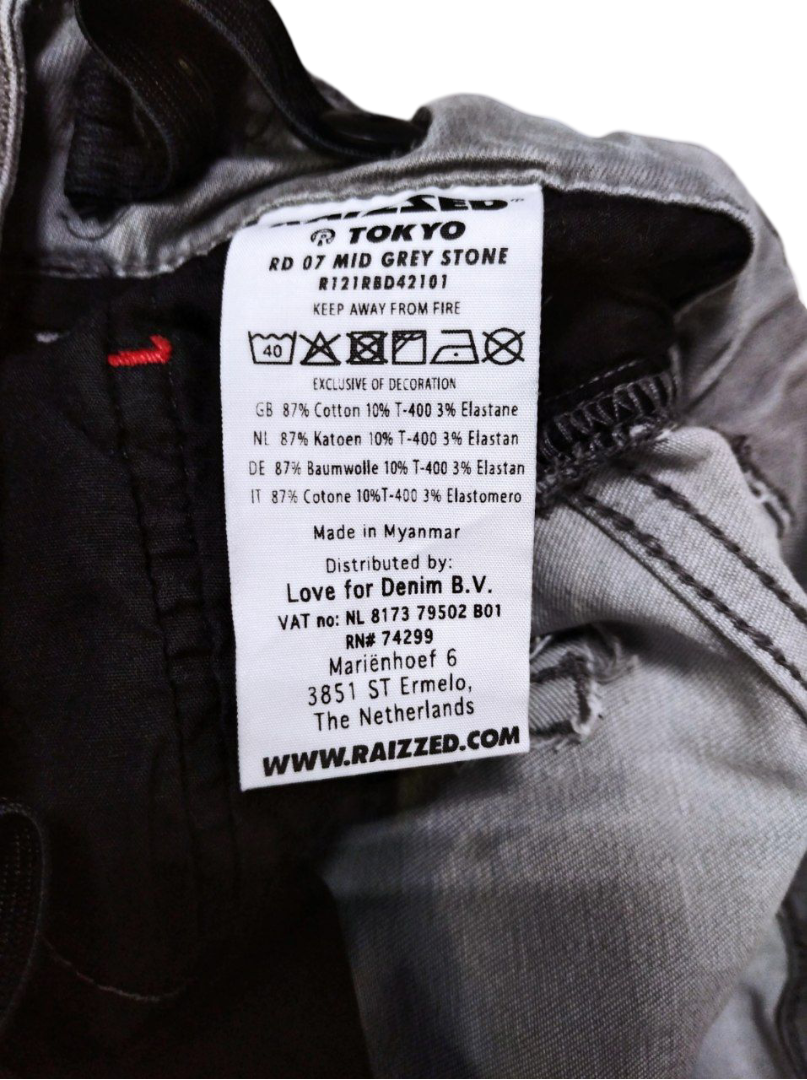 RAIZZED
TOKYO
RD 07 MID GREY STONE
R121RBD42101
KEEP AWAY FROM FIRE
40
EXCLUSIVE OF DECORATION
GB 87% Cotton 10% T-400 3% Elastane
NL 87% Katoen 10% T-400 3% Elastan
DE 87% Baumwolle 10% T-400 3% Elastan
IT 87% Cotone 10%T-400 3% Elastomero
Made in Myanmar
Distributed by:
Love for Denim B.V.
VAT no: NL 8173 79502 B01
RN# 74299
Mariënhoef 6
3851 ST Ermelo,
The Netherlands
WWW.RAIZZED.COM